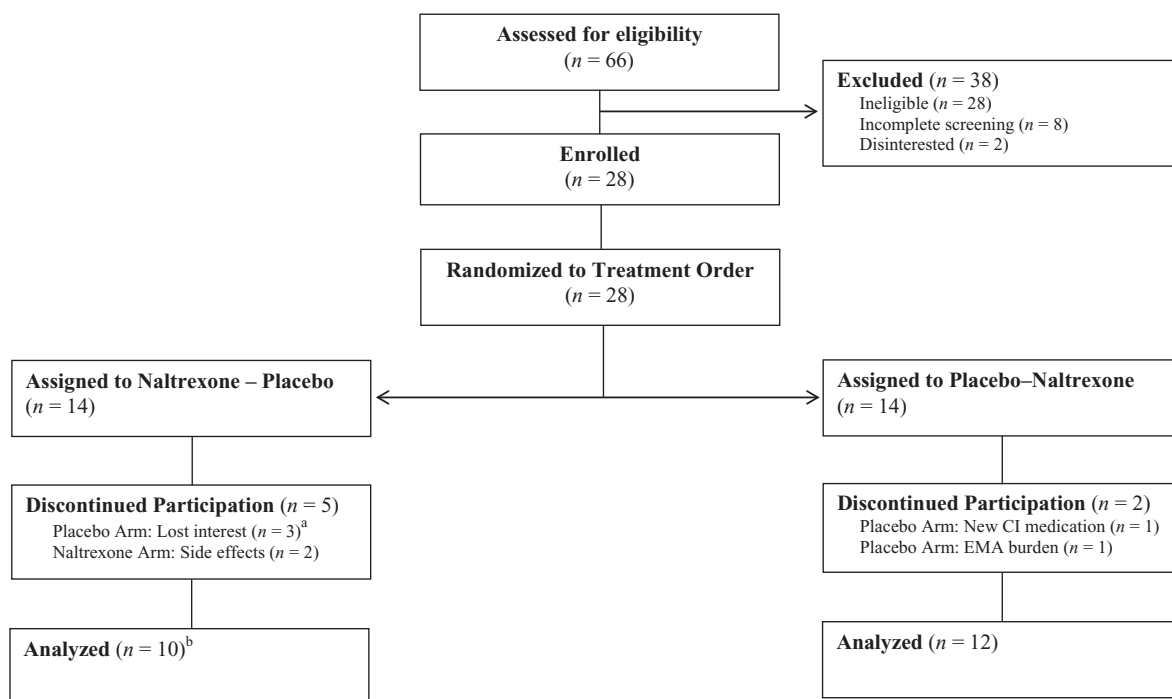 Assessed for eligibility
(n = 66)
Excluded (n = 38)
Ineligible (n = 28)
Incomplete screening (n = 8)
Disinterested (n = 2)
Enrolled
(n = 28)
Randomized to Treatment Order
(n = 28)
Assigned to Naltrexone – Placebo
(n = 14)
Assigned to Placebo–Naltrexone
(n = 14)
Discontinued Participation (n = 5)
Placebo Arm: Lost interest (n = 3)a
Naltrexone Arm: Side effects (n = 2)
Discontinued Participation (n = 2)
Placebo Arm: New CI medication (n = 1)
Placebo Arm: EMA burden (n = 1)
Analyzed (n = 10)b
Analyzed (n = 12)